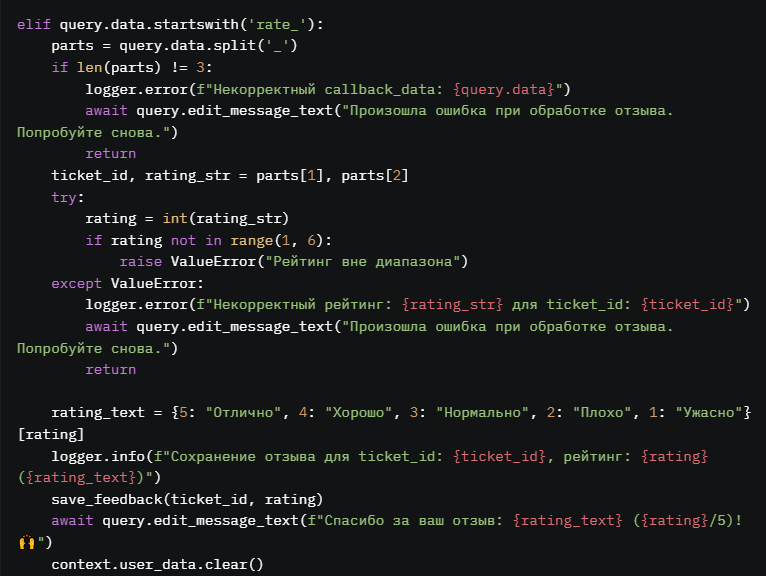 elif query.data.startswith('rate_'):
    parts = query.data.split('_')
    if len(parts) != 3:
        logger.error(f"Некорректный callback_data: {query.data}")
        await query.edit_message_text("Произошла ошибка при обработке отзыва.
Попробуйте снова.")
        return
    ticket_id, rating_str = parts[1], parts[2]
    try:
        rating = int(rating_str)
        if rating not in range(1, 6):
            raise ValueError("Рейтинг вне диапазона")
    except ValueError:
        logger.error(f"Некорректный рейтинг: {rating_str} для ticket_id: {ticket_id}")
        await query.edit_message_text("Произошла ошибка при обработке отзыва.
Попробуйте снова.")
        return

    rating_text = {5: "Отлично", 4: "Хорошо", 3: "Нормально", 2: "Плохо", 1: "Ужасно"}
[rating]
    logger.info(f"Сохранение отзыва для ticket_id: {ticket_id}, рейтинг: {rating}
({rating_text})")
    save_feedback(ticket_id, rating)
    await query.edit_message_text(f"Спасибо за ваш отзыв: {rating_text} ({rating}/5)!
🙌")
    context.user_data.clear()